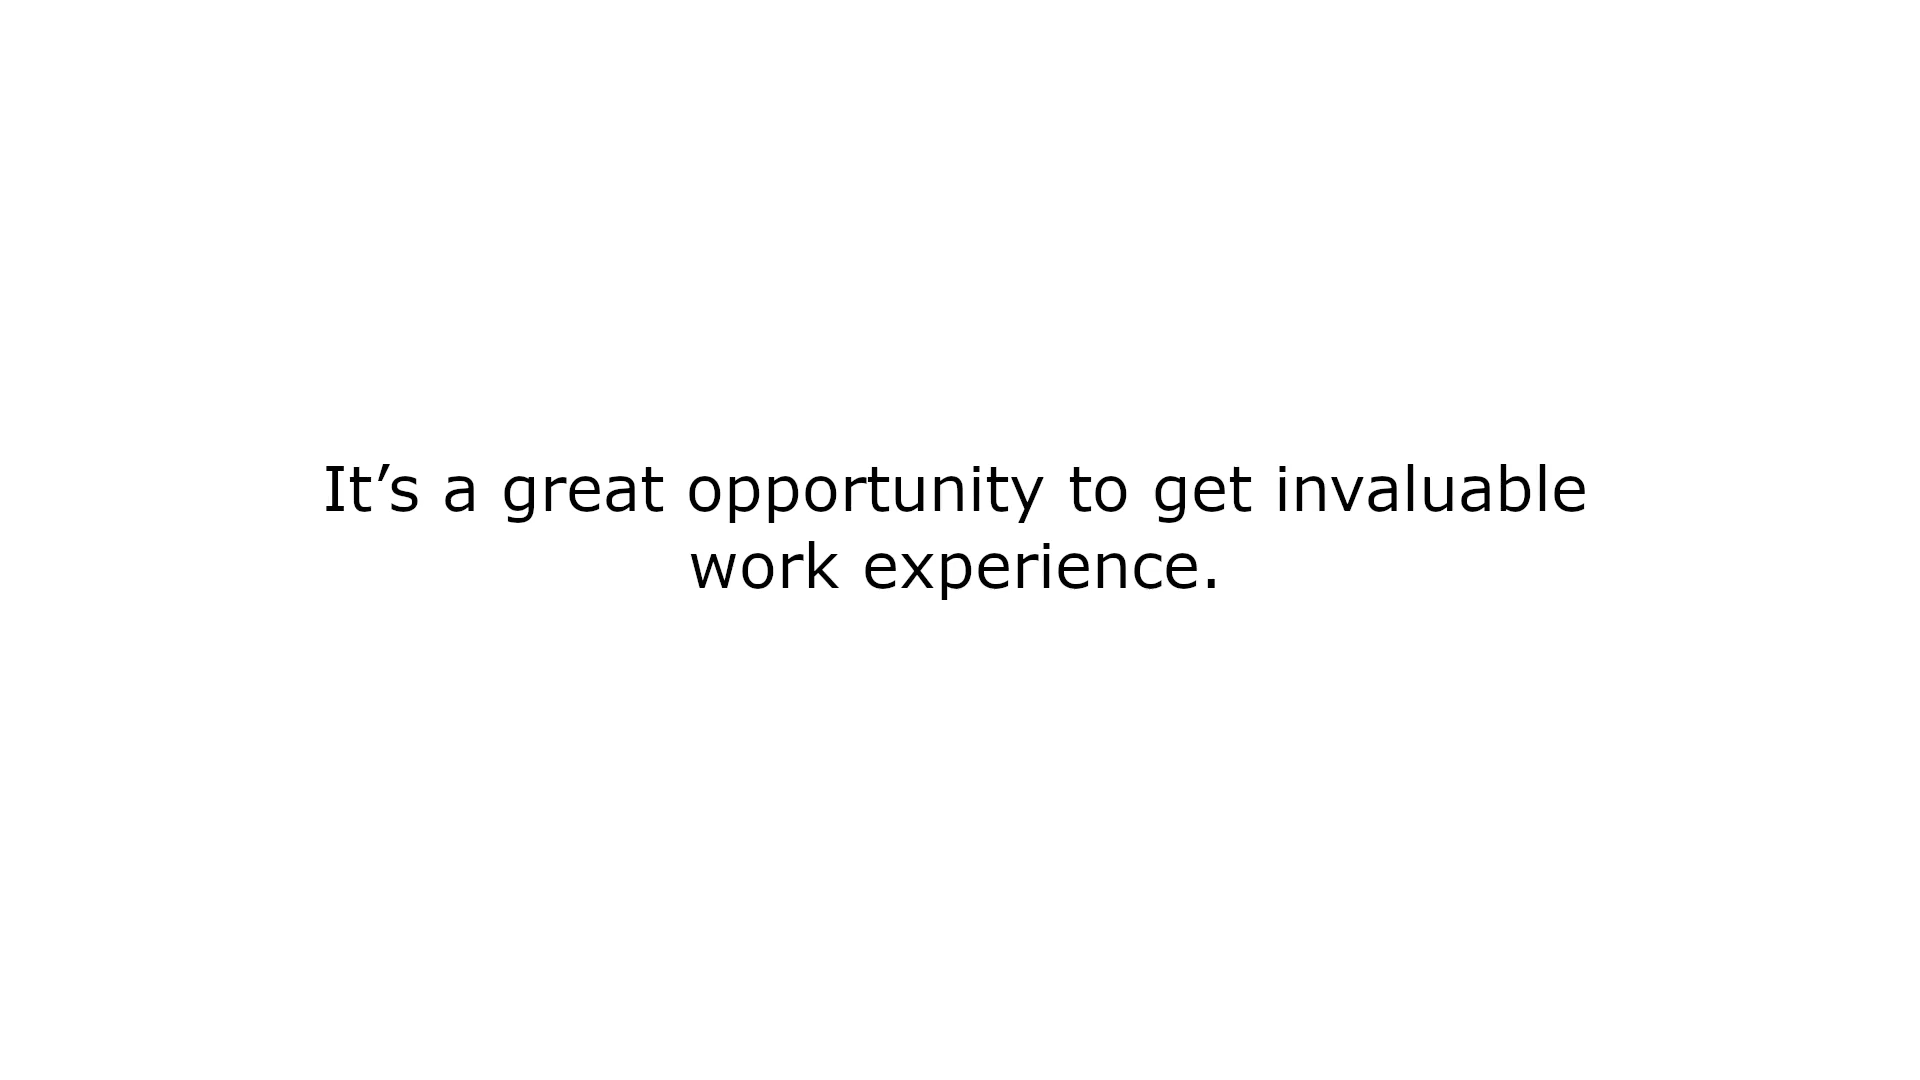 It’s a great opportunity to get invaluable
work experience.